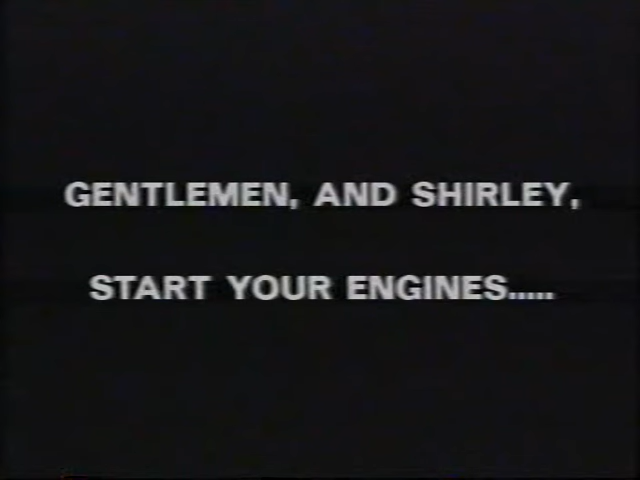 GENTLEMEN, AND SHIRLEY,
START YOUR ENGINES.....